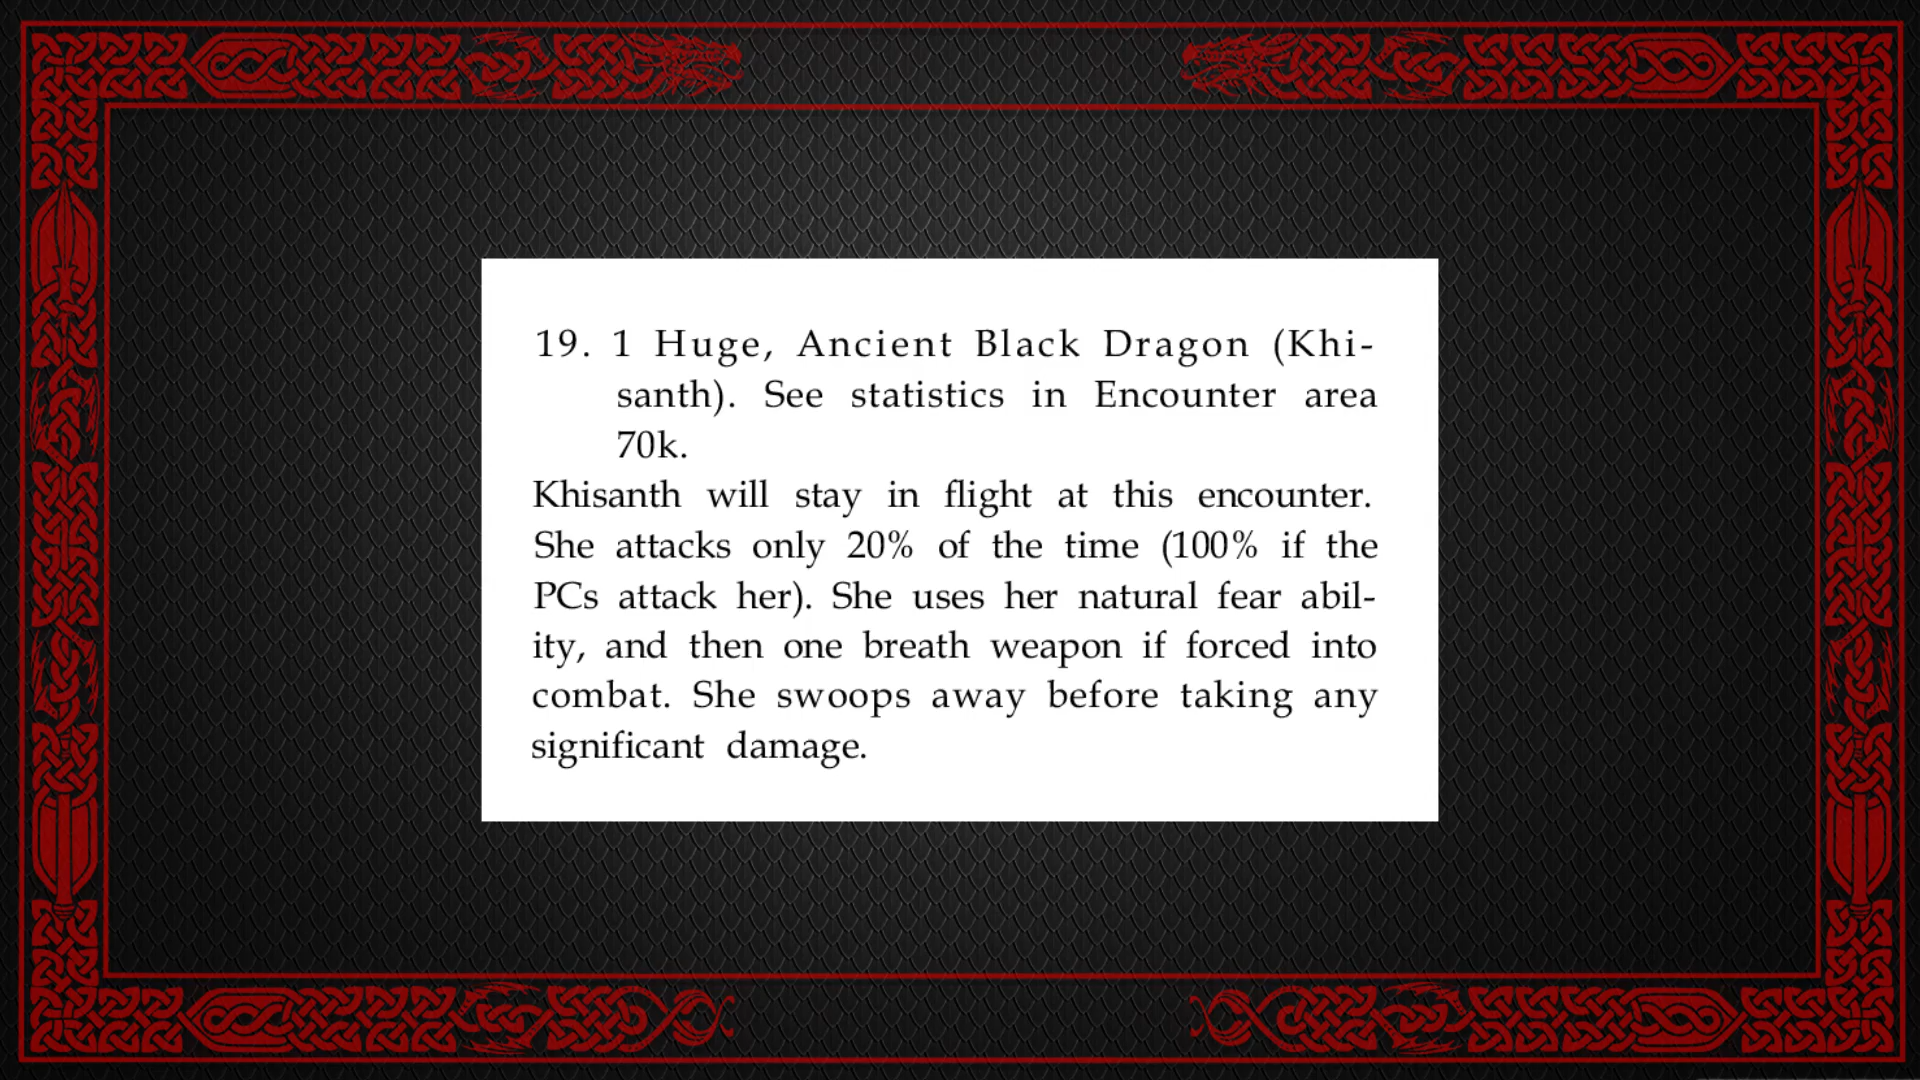 19. 1 Huge, Ancient Black Dragon (Khi-
santh). See statistics in Encounter area
70k.
Khisanth will stay in flight at this encounter.
She attacks only 20% of the time (100% if the
PCs attack her). She uses her natural fear abil-
ity, and then one breath weapon if forced into
combat. She swoops away before taking any
significant damage.